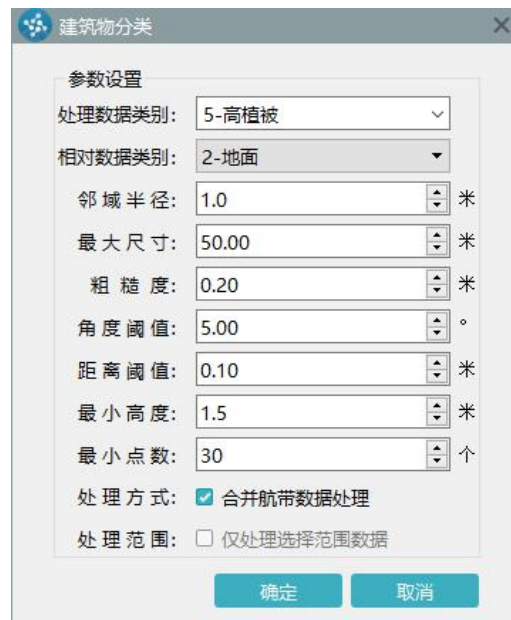 建筑物分类
参数设置
处理数据类别: 5-高植被
相对数据类别: 2-地面
邻域半径: 1.0 米
最大尺寸: 50.00 米
粗糙度: 0.20 米
角度阈值: 5.00 °
距离阈值: 0.10 米
最小高度: 1.5 米
最小点数: 30 个
处理方式: 合并航带数据处理
处理范围: 仅处理选择范围数据
确定 取消